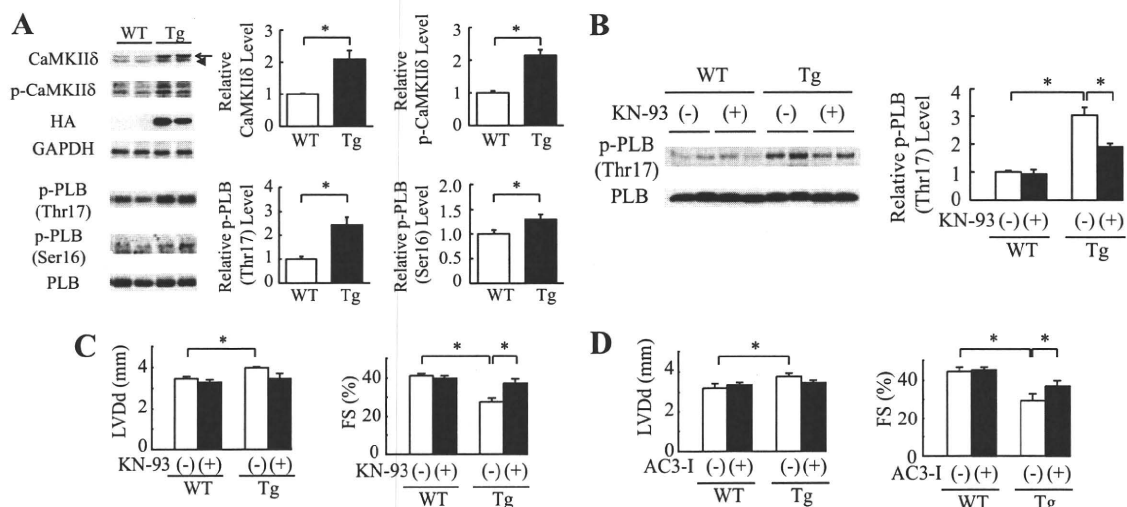 A
WT Tg
CaMKIIδ
p-CaMKIIδ
HA
GAPDH
p-PLB
(Thr17)
p-PLB
(Ser16)
PLB
Relative
CaMKIIδ Level
3
2
1
0
*
WT Tg
Relative
p-CaMKIIδ Level
3
2
1
0
*
WT Tg
Relative p-PLB
(Thr17) Level
4
3
2
1
0
*
WT Tg
Relative p-PLB
(Ser16) Level
2.0
1.5
1.0
0.5
0
*
WT Tg
B
WT Tg
KN-93 (-) (+) (-) (+)
p-PLB
(Thr17)
PLB
Relative p-PLB
(Thr17) Level
4
3
2
1
0
* *
KN-93 (-) (+) (-) (+)
WT Tg
C
LVDd (mm)
4
2
0
*
KN-93 (-) (+) (-) (+)
WT Tg
FS (%)
40
20
0
* *
KN-93 (-) (+) (-) (+)
WT Tg
D
LVDd (mm)
4
2
0
*
AC3-I (-) (+) (-) (+)
WT Tg
FS (%)
40
20
0
* *
AC3-I (-) (+) (-) (+)
WT Tg